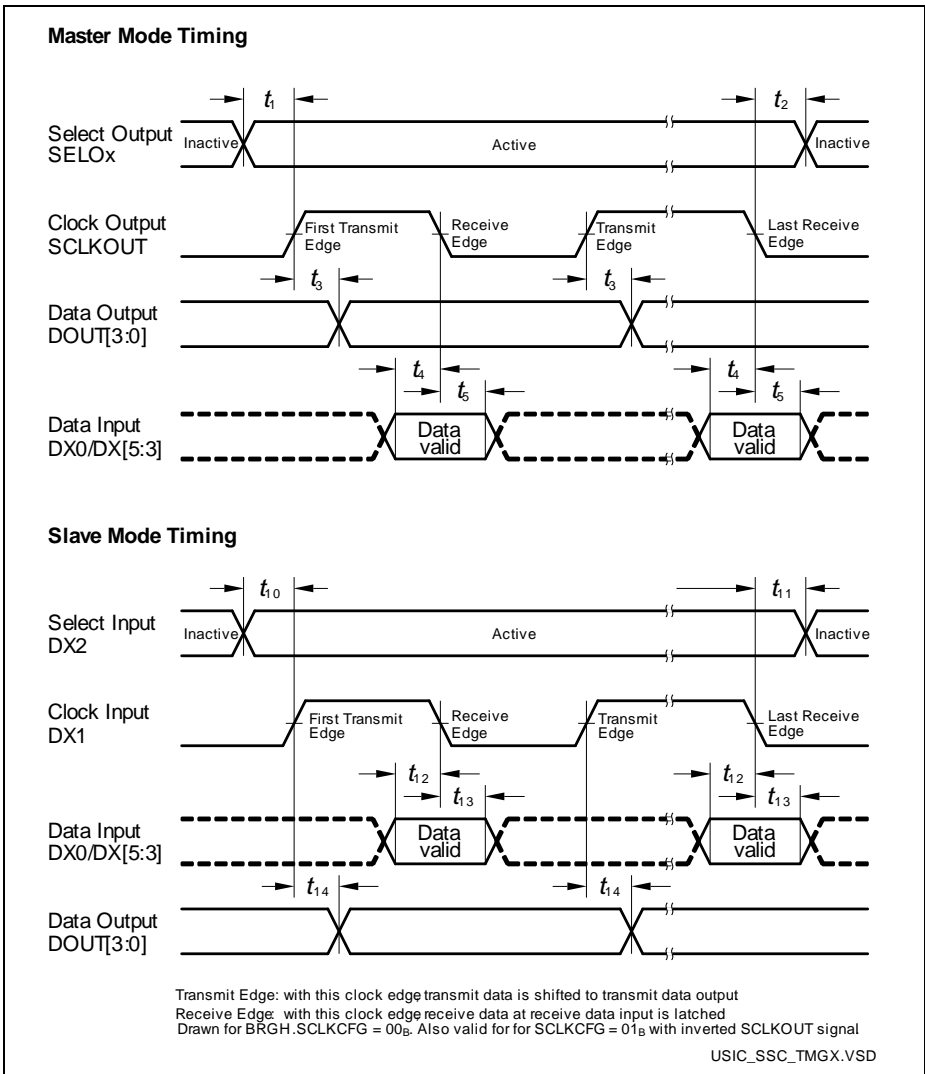 Master Mode Timing
t1
t2
Select Output
SELOx
Inactive
Active
Inactive
Clock Output
SCLKOUT
First Transmit
Edge
Receive
Edge
Transmit
Edge
Last Receive
Edge
t3
t3
Data Output
DOUT[3:0]
t4
t5
t4
t5
Data Input
DX0/DX[5:3]
Data
valid
Data
valid
Slave Mode Timing
t10
t11
Select Input
DX2
Inactive
Active
Inactive
Clock Input
DX1
First Transmit
Edge
Receive
Edge
Transmit
Edge
Last Receive
Edge
t12
t13
t12
t13
Data Input
DX0/DX[5:3]
Data
valid
Data
valid
t14
t14
Data Output
DOUT[3:0]
Transmit Edge: with this clock edge, transmit data is shifted to transmit data output
Receive Edge: with this clock edge, receive data at receive data input is latched
Drawn for BRGH.SCLKCFG = 00B. Also valid for for SCLKCFG = 01B with inverted SCLKOUT signal.
USIC_SSC_TMGX.VSD